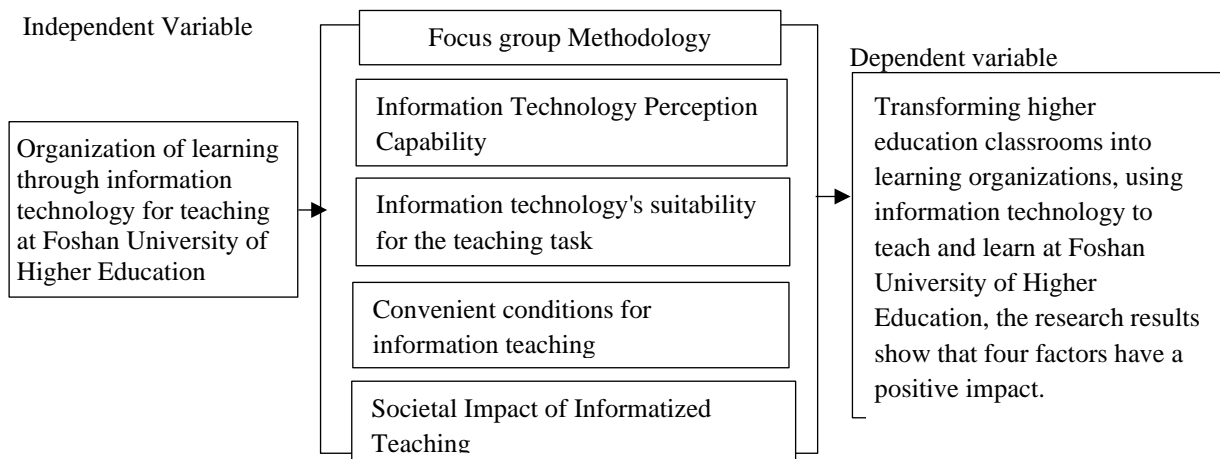 Independent Variable
Organization of learning
through information
technology for teaching
at Foshan University of
Higher Education
Focus group Methodology
Information Technology Perception
Capability
Information technology's suitability
for the teaching task
Convenient conditions for
information teaching
Societal Impact of Informatized
Teaching
Dependent variable
Transforming higher
education classrooms into
learning organizations, using
information technology to
teach and learn at Foshan
University of Higher
Education, the research results
show that four factors have a
positive impact.